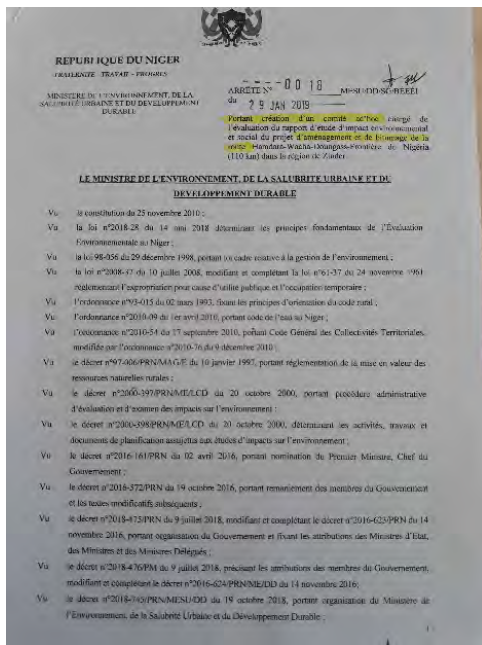 REPUBLIQUE DU NIGER
FRATERNITE - TRAVAIL - PROGRES
MINISTERE DE L'ENVIRONNEMENT, DE LA
SALUBRITE URBAINE ET DU DEVELOPPEMENT
DURABLE
ARRETE N° 0018 MESU/DD/SG/BEEEI
du 29 JAN 2019
Portant création d'un comité ad'hoc chargé de
l'évaluation du rapport d'étude d'impact environnemental
et social du projet d'aménagement et de bitumage de la
route Hamdara-Wacha-Doungass-Frontière de Nigéria
(110 km) dans la région de Zinder.
LE MINISTRE DE L'ENVIRONNEMENT, DE LA SALUBRITE URBAINE ET DU
DEVELOPPEMENT DURABLE
Vu la constitution du 25 novembre 2010 ;
Vu la loi n°2018-28 du 14 mai 2018 déterminant les principes fondamentaux de l'Évaluation
Environnementale au Niger ;
Vu la loi 98-056 du 29 décembre 1998, portant loi cadre relative à la gestion de l'environnement ;
Vu la loi n°2008-37 du 10 juillet 2008, modifiant et complétant la loi n°61-37 du 24 novembre 1961
réglementant l'expropriation pour cause d'utilité publique et l'occupation temporaire ;
Vu l'ordonnance n°93-015 du 02 mars 1993, fixant les principes d'orientation du code rural ;
Vu l'ordonnance n°2010-09 du 1er avril 2010, portant code de l'eau au Niger ;
Vu l'ordonnance n°2010-54 du 17 septembre 2010, portant Code Général des Collectivités Territoriales,
modifiée par l'ordonnance n°2010-76 du 9 décembre 2010 ;
Vu le décret n°97-006/PRN/MAG/E du 10 janvier 1997, portant réglementation de la mise en valeur des
ressources naturelles rurales ;
Vu le décret n°2000-397/PRN/ME/LCD du 20 octobre 2000, portant procédure administrative
d'évaluation et d'examen des impacts sur l'environnement ;
Vu le décret n°2000-398/PRN/ME/LCD du 20 octobre 2000, déterminant les activités, travaux et
documents de planification assujettis aux études d'impacts sur l'environnement ;
Vu le décret n°2016-161/PRN du 02 avril 2016, portant nomination du Premier Ministre, Chef du
Gouvernement ;
Vu le décret n°2016-572/PRN du 19 octobre 2016, portant remaniement des membres du Gouvernement
et les textes modificatifs subséquents ;
Vu le décret n°2018-475/PRN du 9 juillet 2018, modifiant et complétant le décret n°2016-623/PRN du 14
novembre 2016, portant organisation du Gouvernement et fixant les attributions des Ministres d'Etat,
des Ministres et des Ministres Délégués ;
Vu le décret n°2018-476/PM du 9 juillet 2018, précisant les attributions des membres du Gouvernement,
modifiant et complétant le décret n°2016-624/PRN/ME/DD du 14 novembre 2016;
Vu le décret n°2018-745/PRN/MESU/DD du 19 octobre 2018, portant organisation du Ministère de
l'Environnement, de la Salubrité Urbaine et du Développement Durable ;